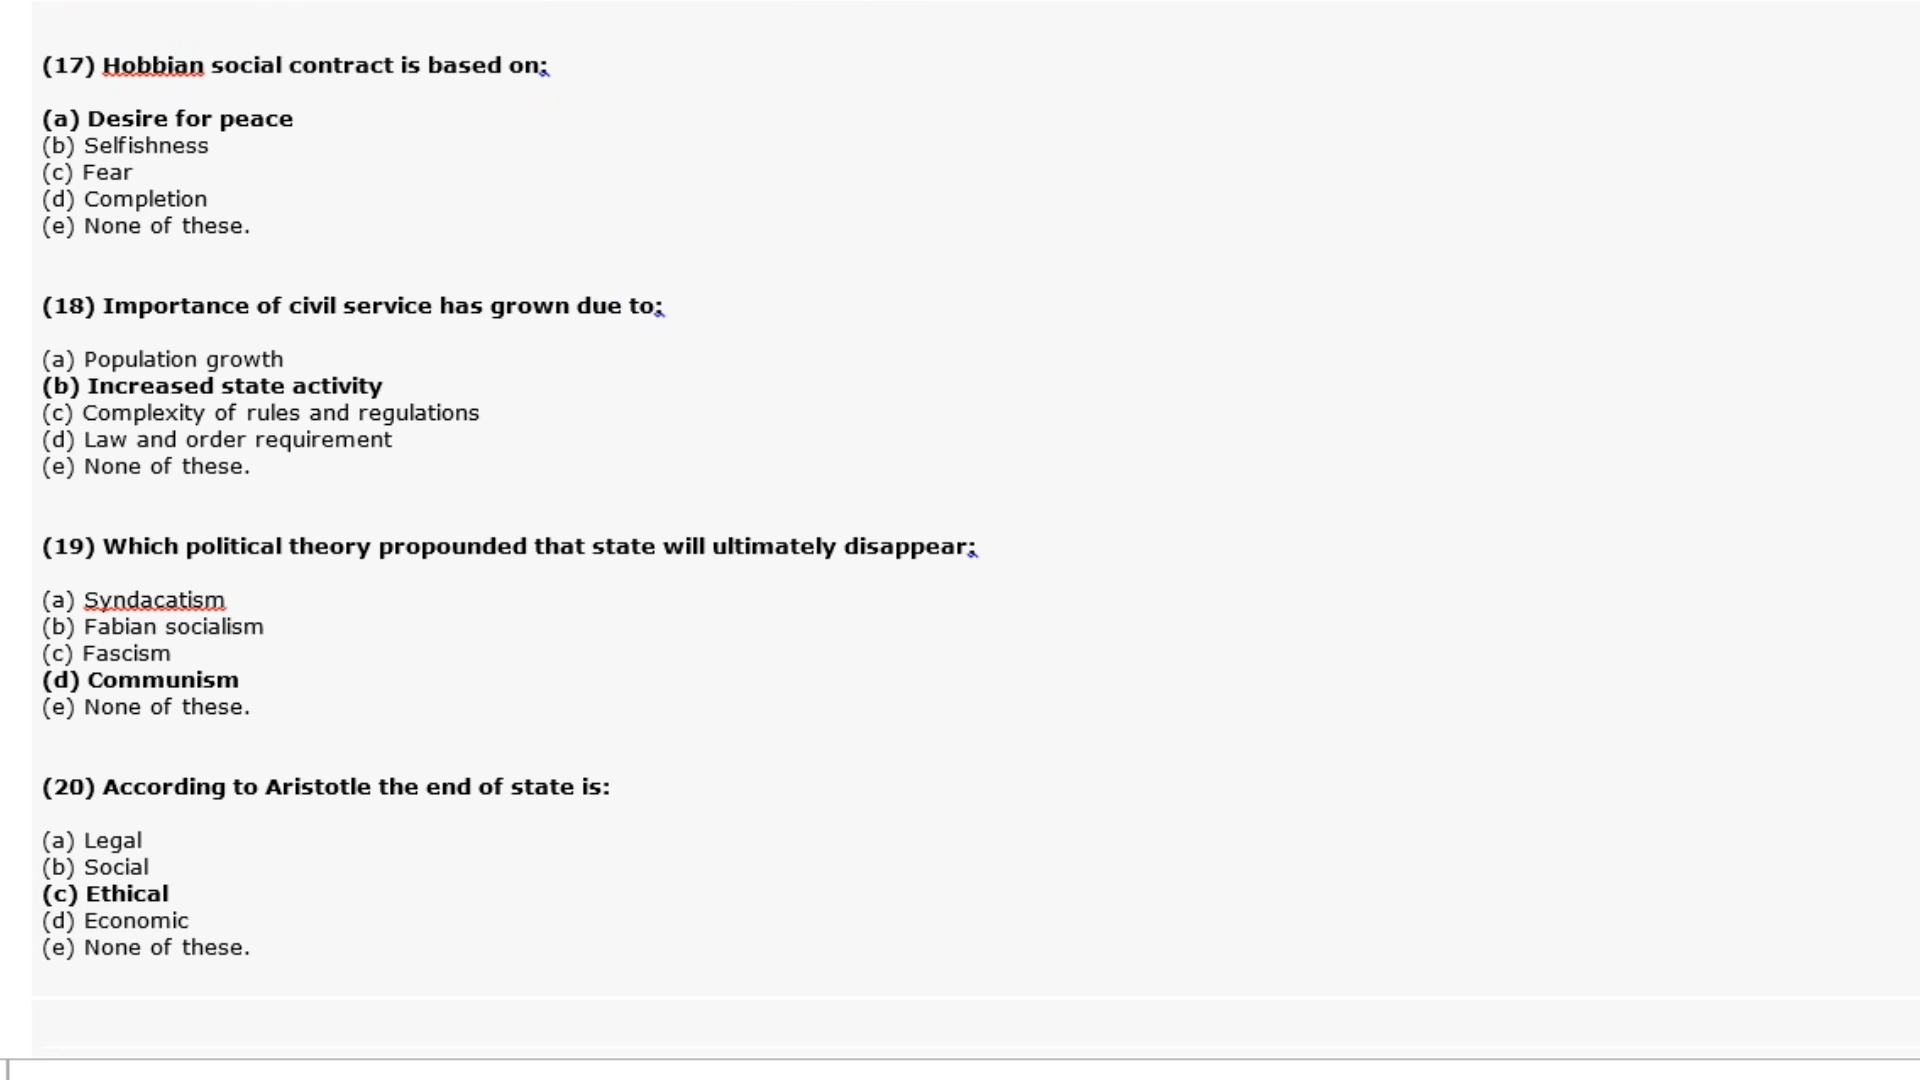 (17) Hobbian social contract is based on:
(a) Desire for peace
(b) Selfishness
(c) Fear
(d) Completion
(e) None of these.
(18) Importance of civil service has grown due to:
(a) Population growth
(b) Increased state activity
(c) Complexity of rules and regulations
(d) Law and order requirement
(e) None of these.
(19) Which political theory propounded that state will ultimately disappear:
(a) Syndacatism
(b) Fabian socialism
(c) Fascism
(d) Communism
(e) None of these.
(20) According to Aristotle the end of state is:
(a) Legal
(b) Social
(c) Ethical
(d) Economic
(e) None of these.